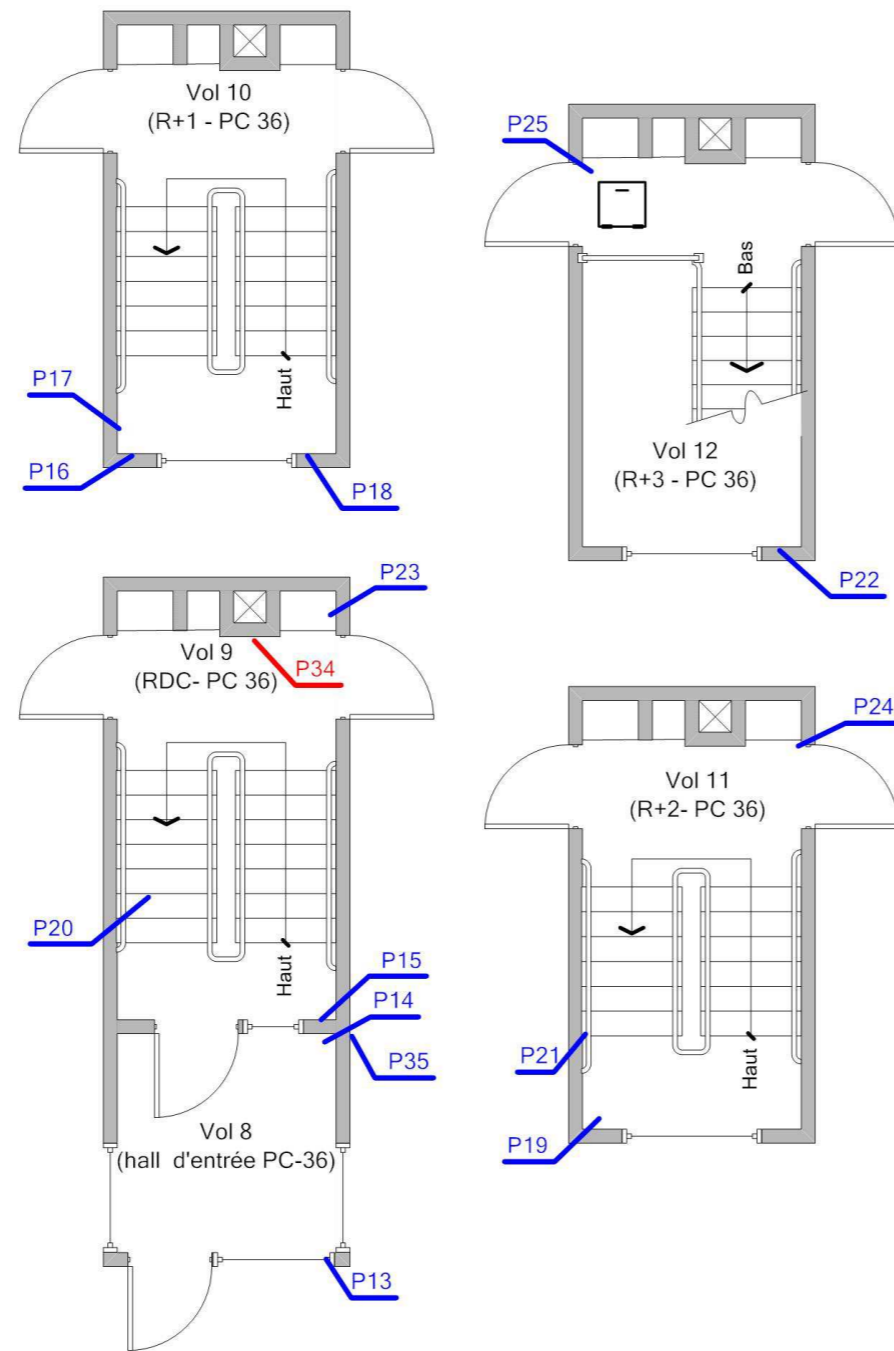 Vol 10
(R+1 - PC 36)
Haut
P17
P16
P18
P25
Bas
Vol 12
(R+3 - PC 36)
P22
P23
Vol 9
(RDC- PC 36)
P34
P20
Haut
P15
P14
P35
Vol 8
(hall d'entrée PC-36)
P13
P24
Vol 11
(R+2- PC 36)
P21
Haut
P19